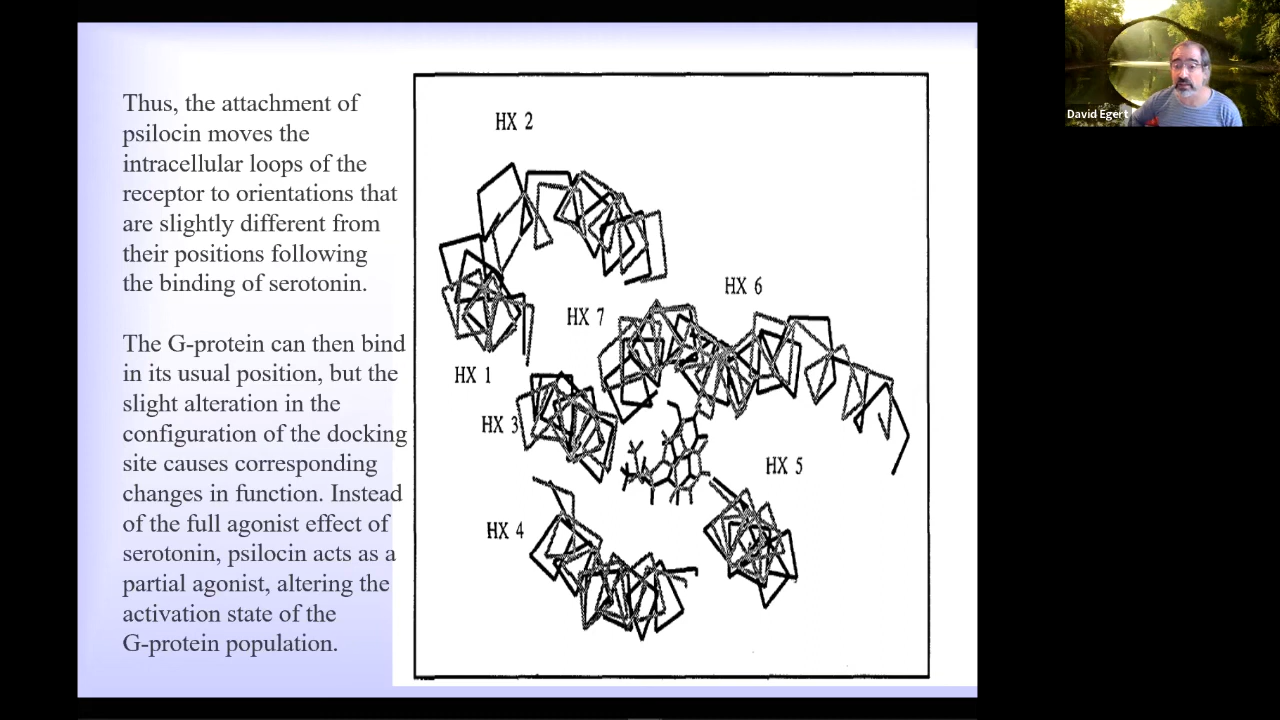 Thus, the attachment of
psilocin moves the
intracellular loops of the
receptor to orientations that
are slightly different from
their positions following
the binding of serotonin.
The G-protein can then bind
in its usual position, but the
slight alteration in the
configuration of the docking
site causes corresponding
changes in function. Instead
of the full agonist effect of
serotonin, psilocin acts as a
partial agonist, altering the
activation state of the
G-protein population.
HX 2
HX 6
HX 7
HX 1
HX 3
HX 5
HX 4
David Egert